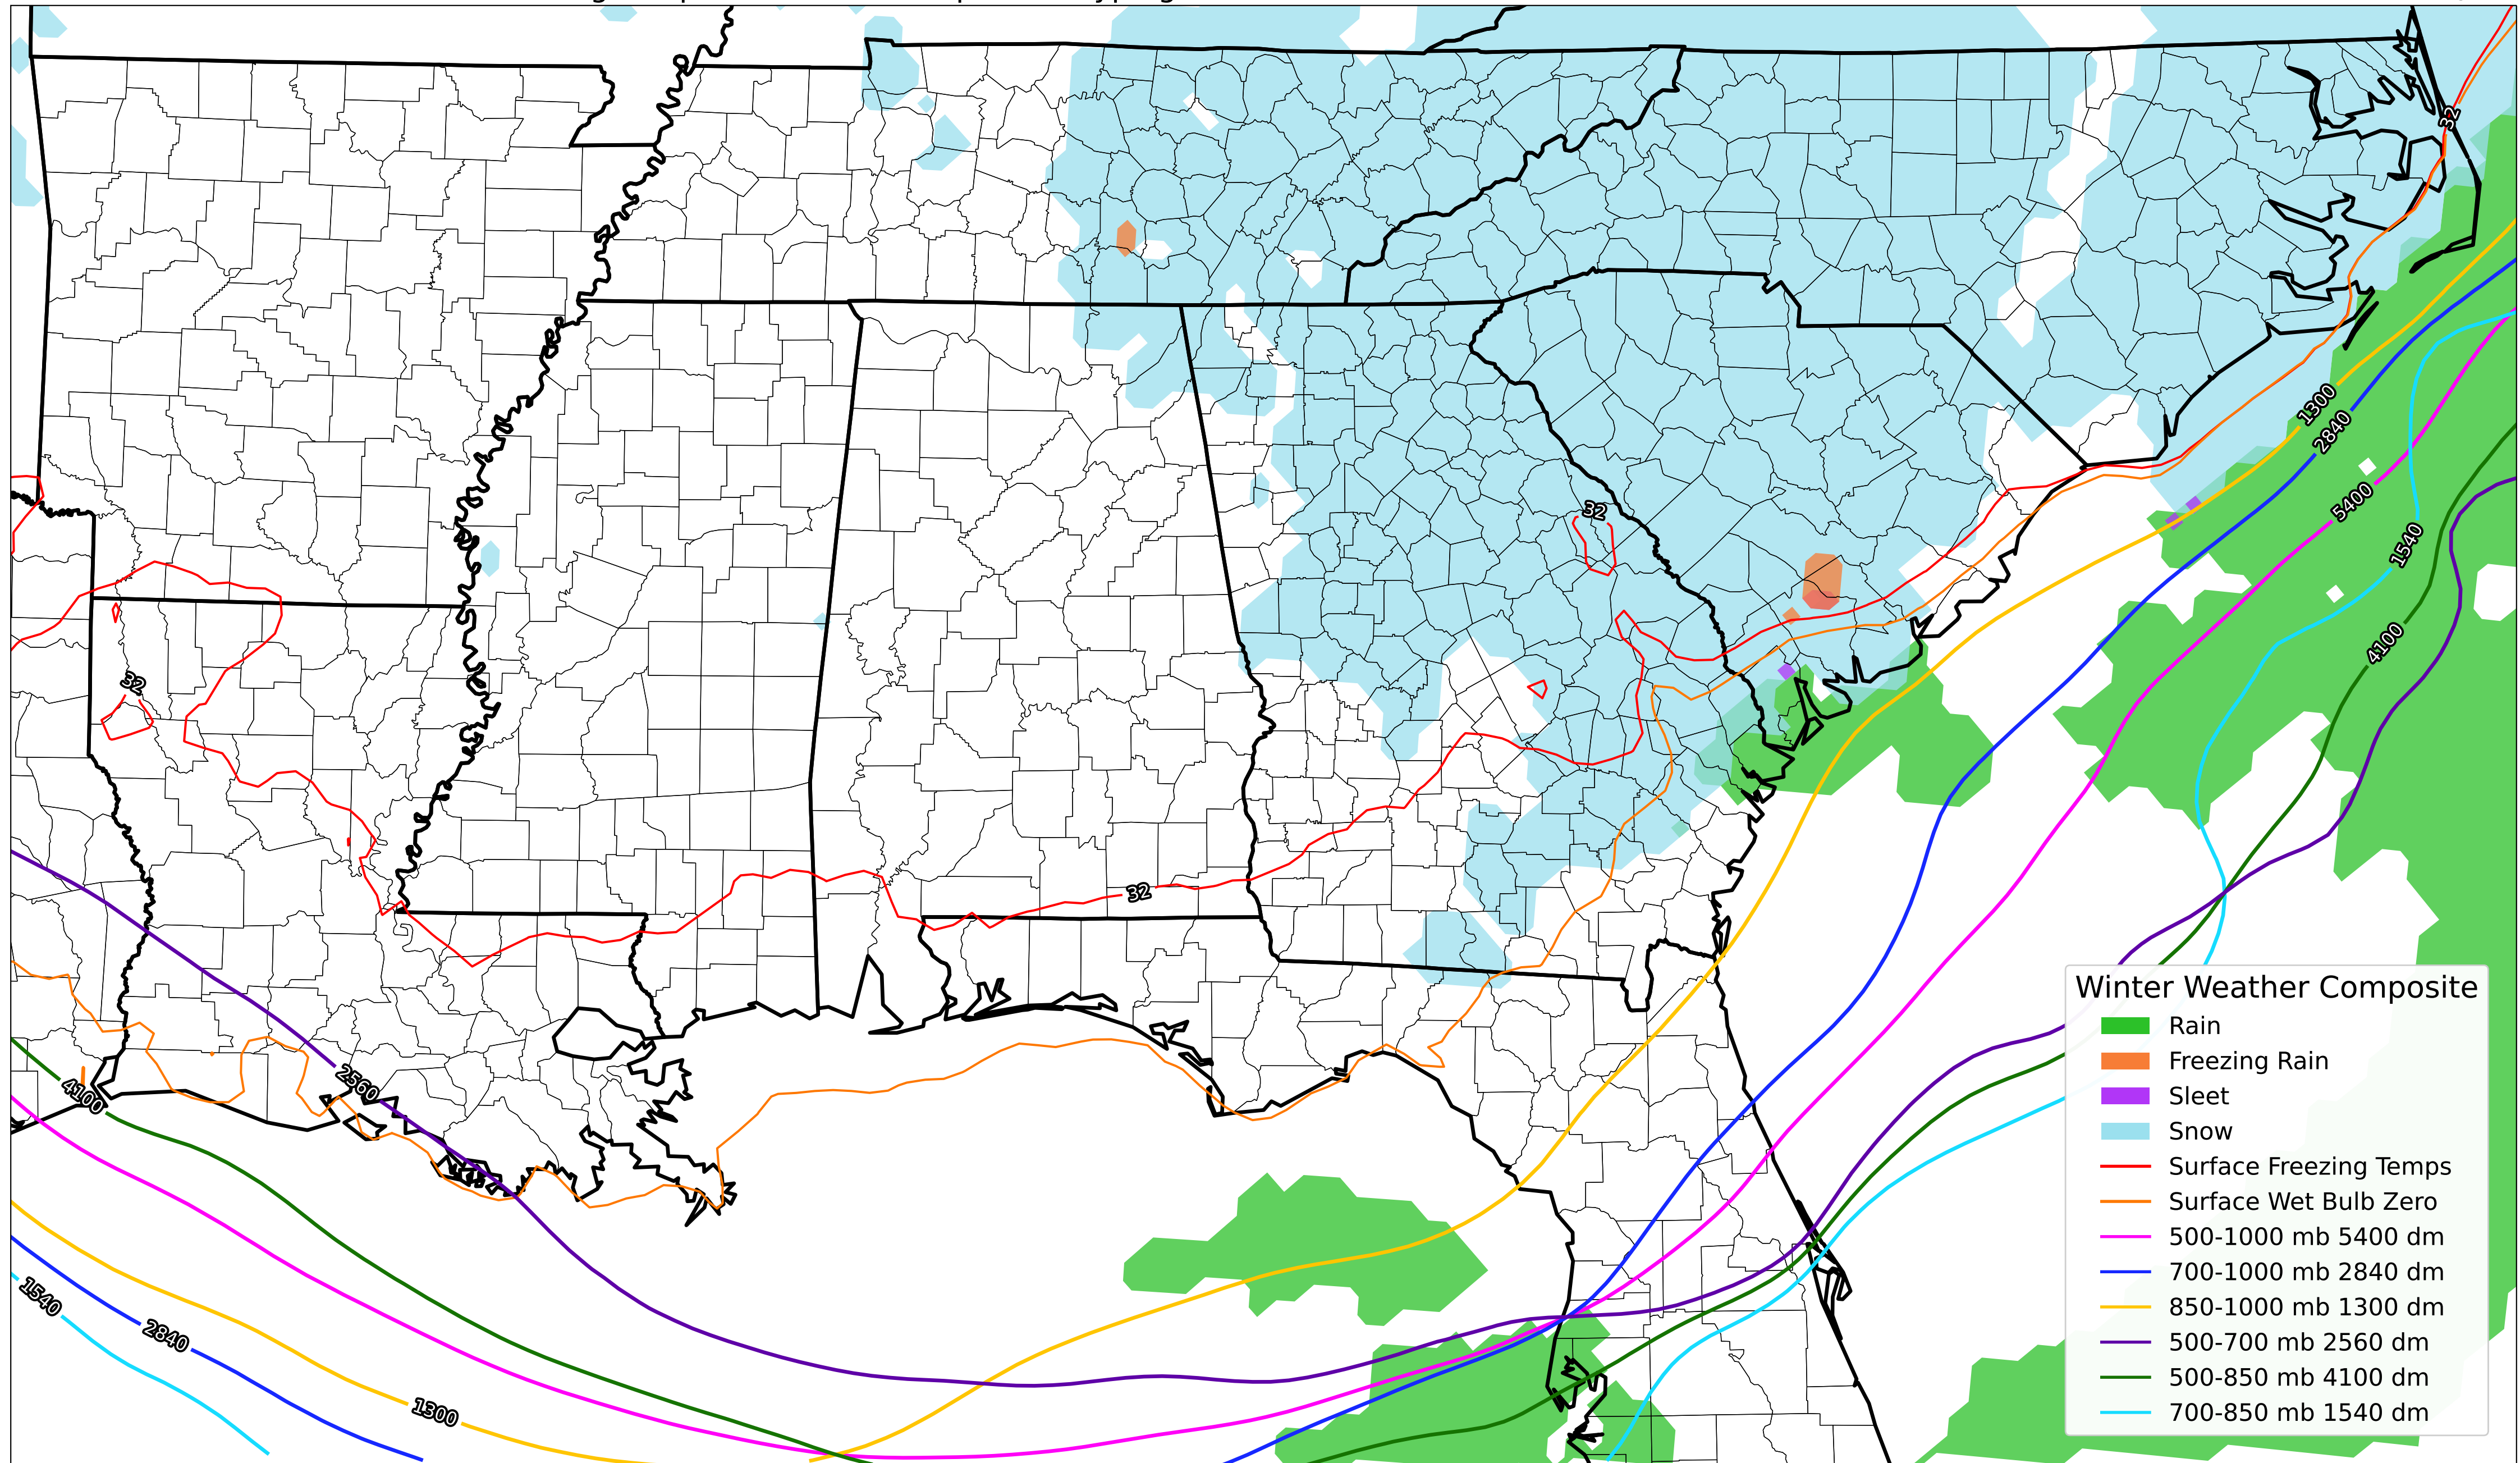 32
1300
2840
5400
32
1540
4100
32
32
2560
4100
1540
2840
1300
Winter Weather Composite
Rain
Freezing Rain
Sleet
Snow
Surface Freezing Temps
Surface Wet Bulb Zero
500-1000 mb 5400 dm
700-1000 mb 2840 dm
850-1000 mb 1300 dm
500-700 mb 2560 dm
500-850 mb 4100 dm
700-850 mb 1540 dm